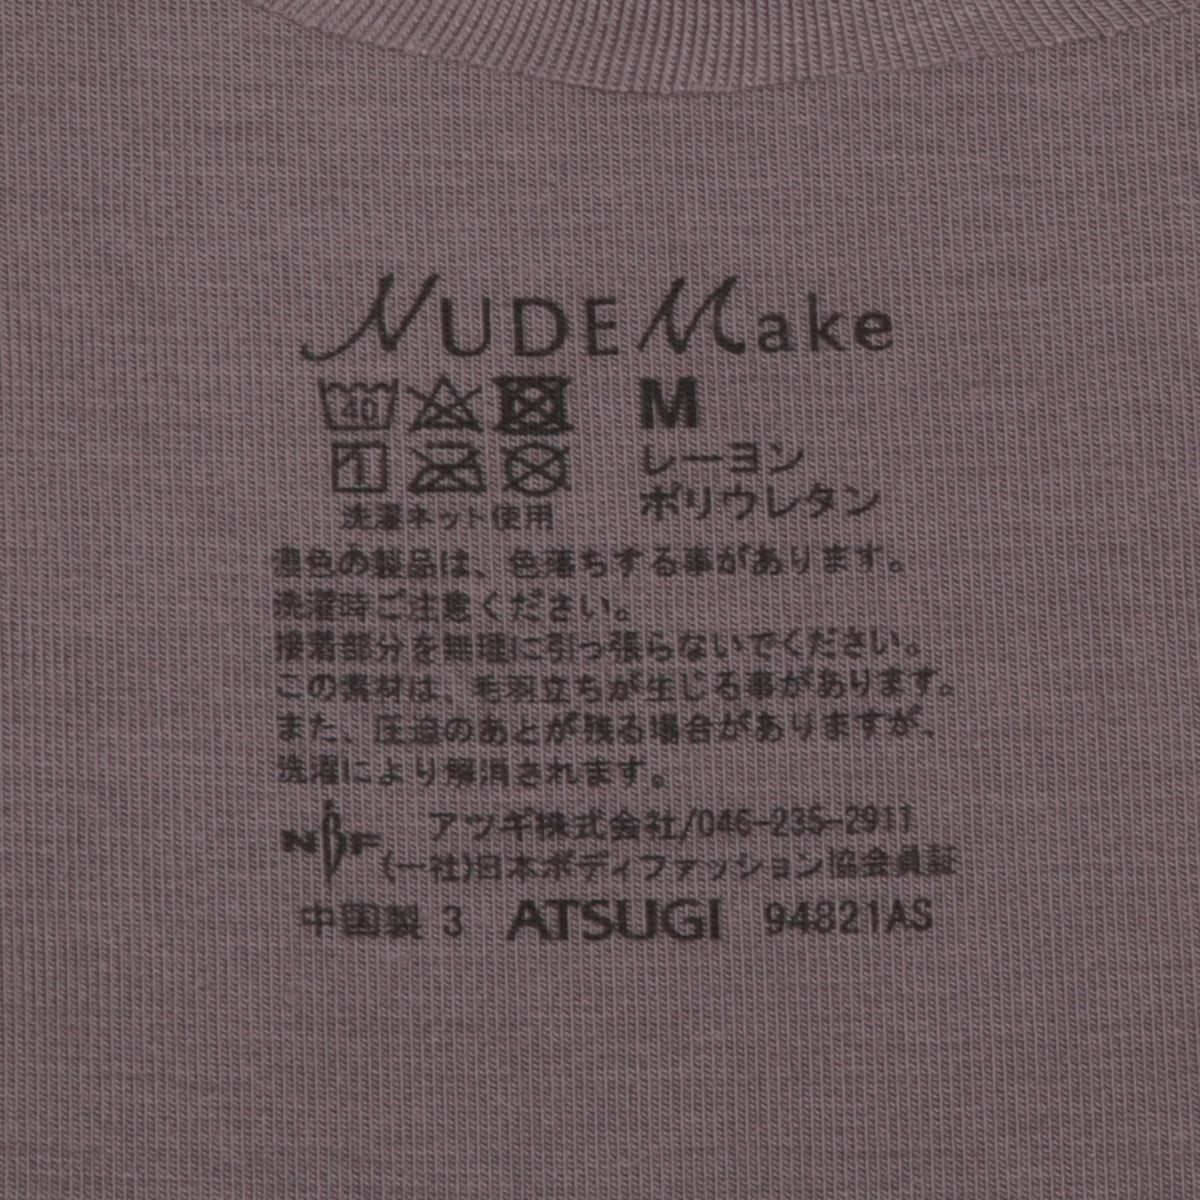 NUDE Make
40 M
1 レーヨン
洗濯ネット使用 ポリウレタン
濃色の製品は、色落ちする事があります。
洗濯時ご注意ください。
接着部分を無理に引っ張らないでください。
この素材は、毛羽立ちが生じる事があります。
また、圧迫のあとが残る場合がありますが、
洗濯により解消されます。
NBF アツギ株式会社/046-235-2911
(一社)日本ボディファッション協会員証
中国製 3 ATSUGI 94821AS